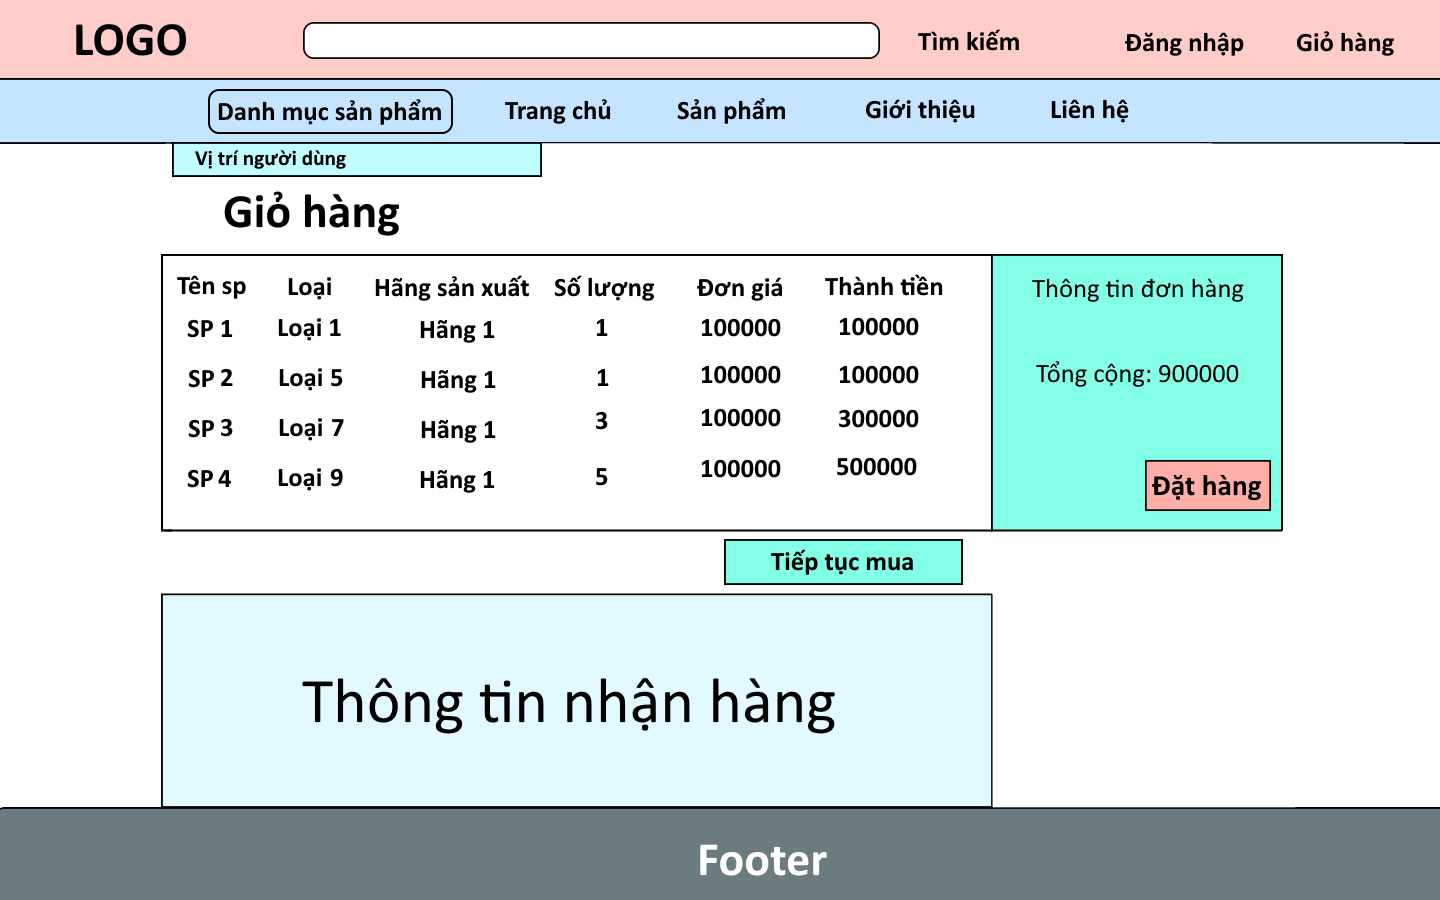 LOGO Tìm kiếm Đăng nhập Giỏ hàng
Danh mục sản phẩm Trang chủ Sản phẩm Giới thiệu Liên hệ
Vị trí người dùng
Giỏ hàng
Tên sp Loại Hãng sản xuất Số lượng Đơn giá Thành tiền
SP 1 Loại 1 Hãng 1 1 100000 100000
SP 2 Loại 5 Hãng 1 1 100000 100000
SP 3 Loại 7 Hãng 1 3 100000 300000
SP 4 Loại 9 Hãng 1 5 100000 500000
Thông tin đơn hàng
Tổng cộng: 900000
Đặt hàng
Tiếp tục mua
Thông tin nhận hàng
Footer